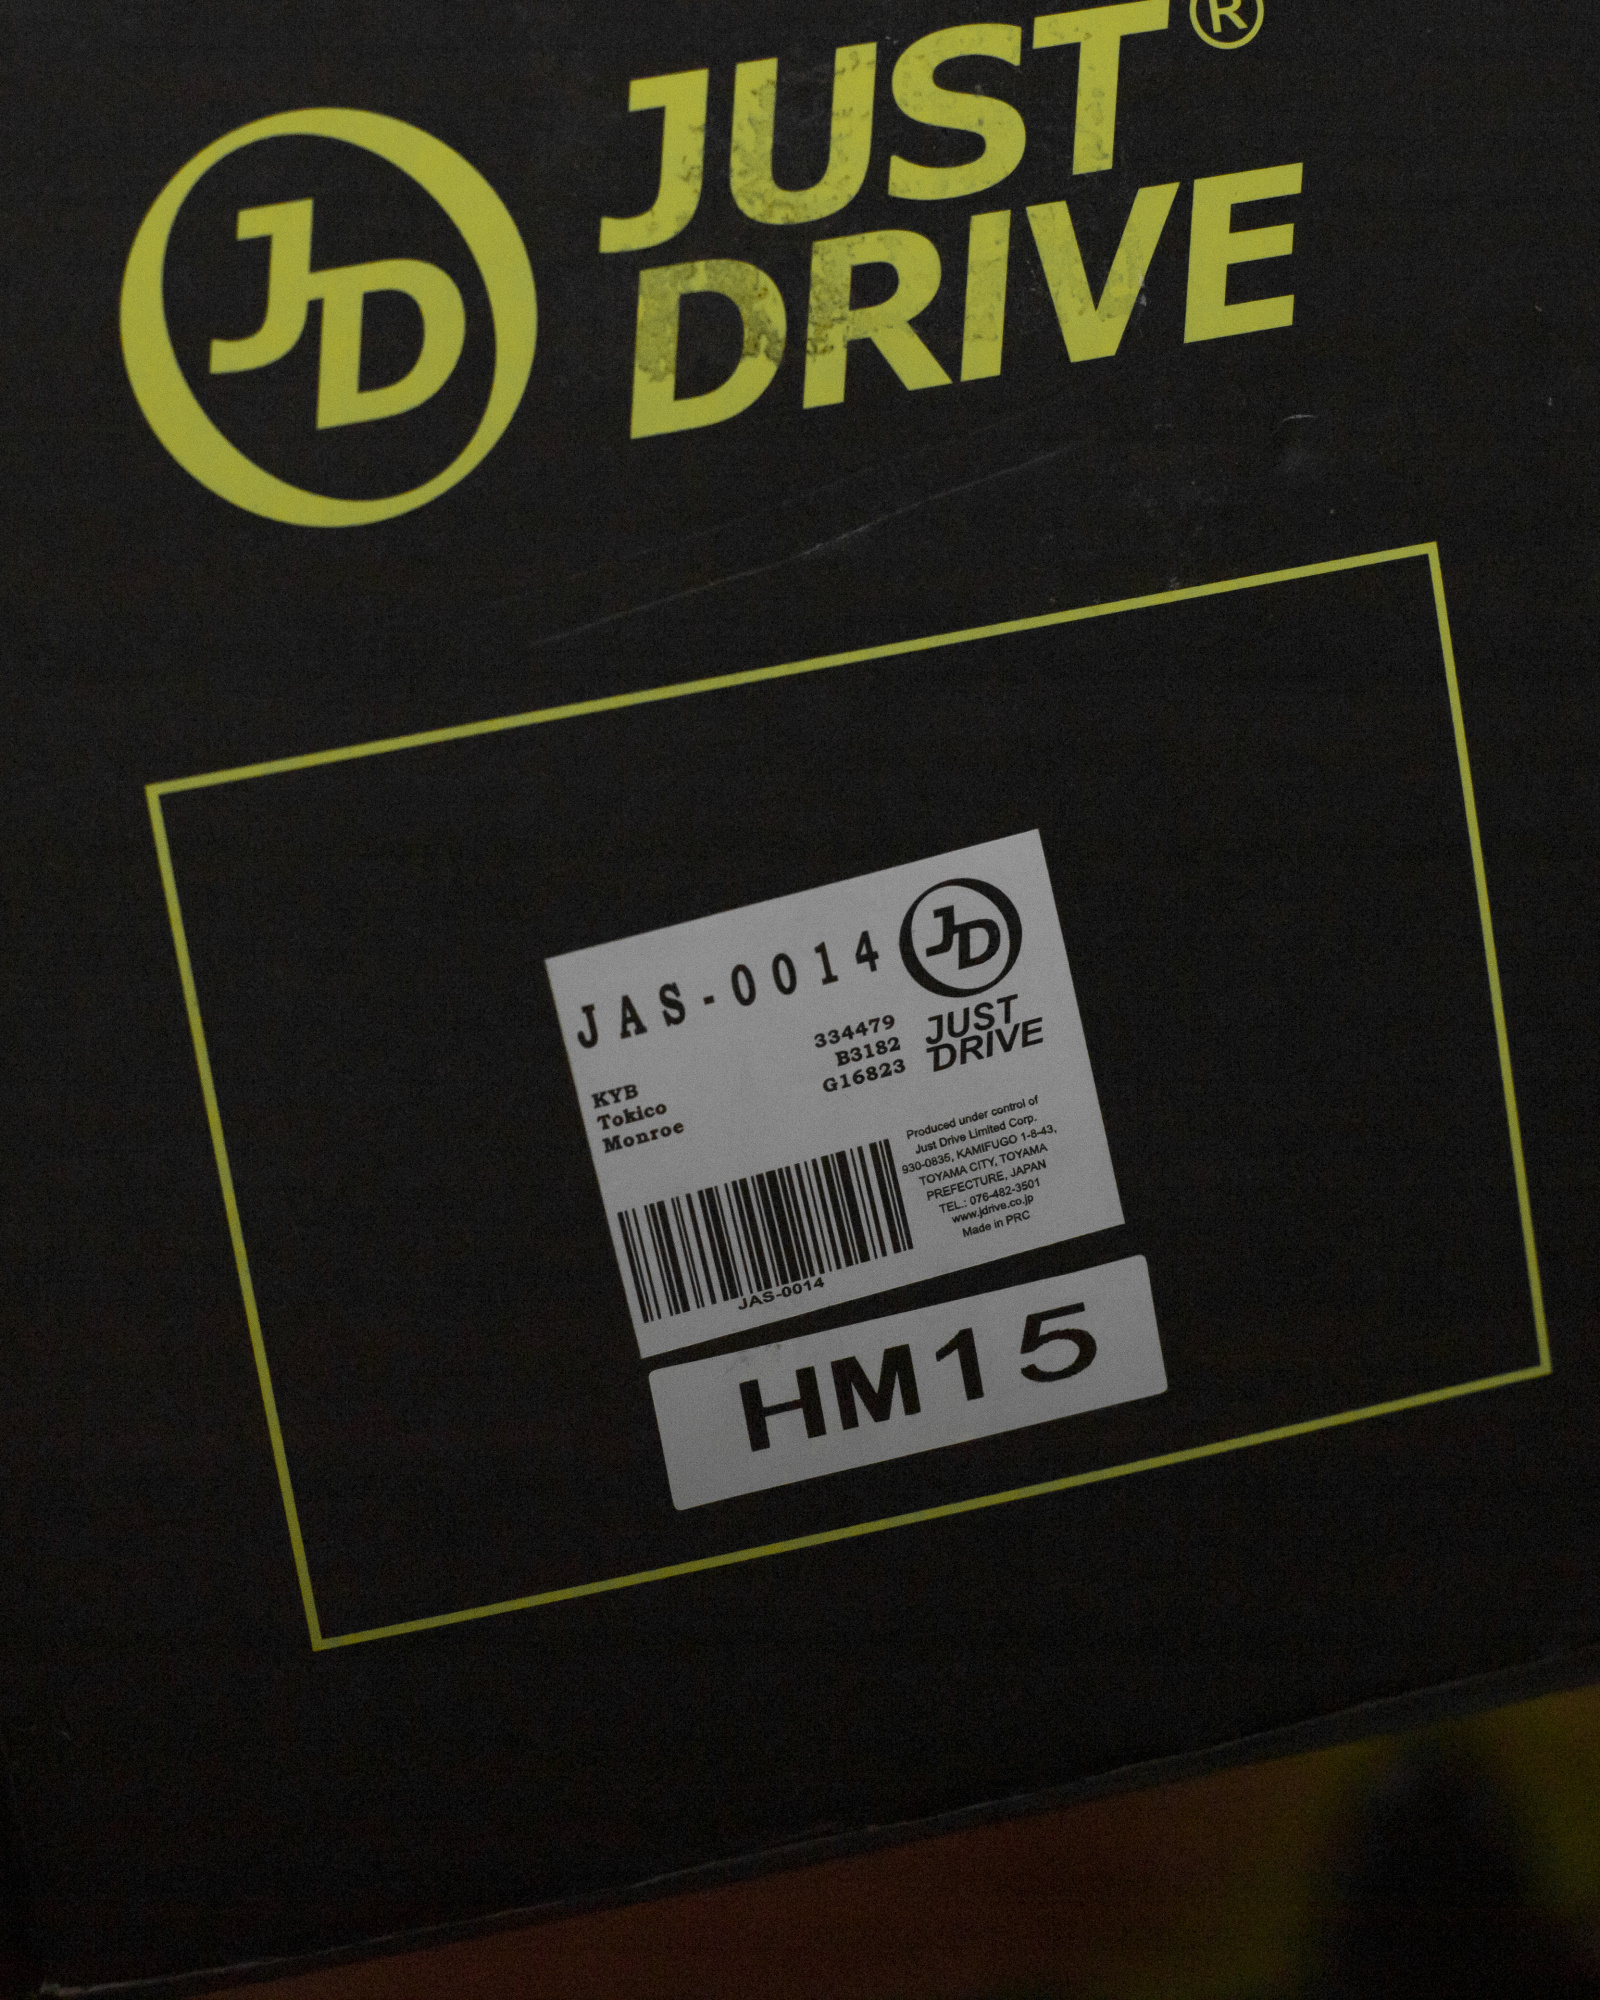 JUST®
DRIVE
JD
JAS-0014
JD
JUST
DRIVE
KYB 334479
Tokico B3182
Monroe G16823
Produced under control of
Just Drive Limited Corp.
930-0835, KAMIFUGO 1-8-43,
TOYAMA CITY, TOYAMA
PREFECTURE, JAPAN
TEL.: 076-482-3501
www.jdrive.co.jp
Made in PRC
JAS-0014
HM15